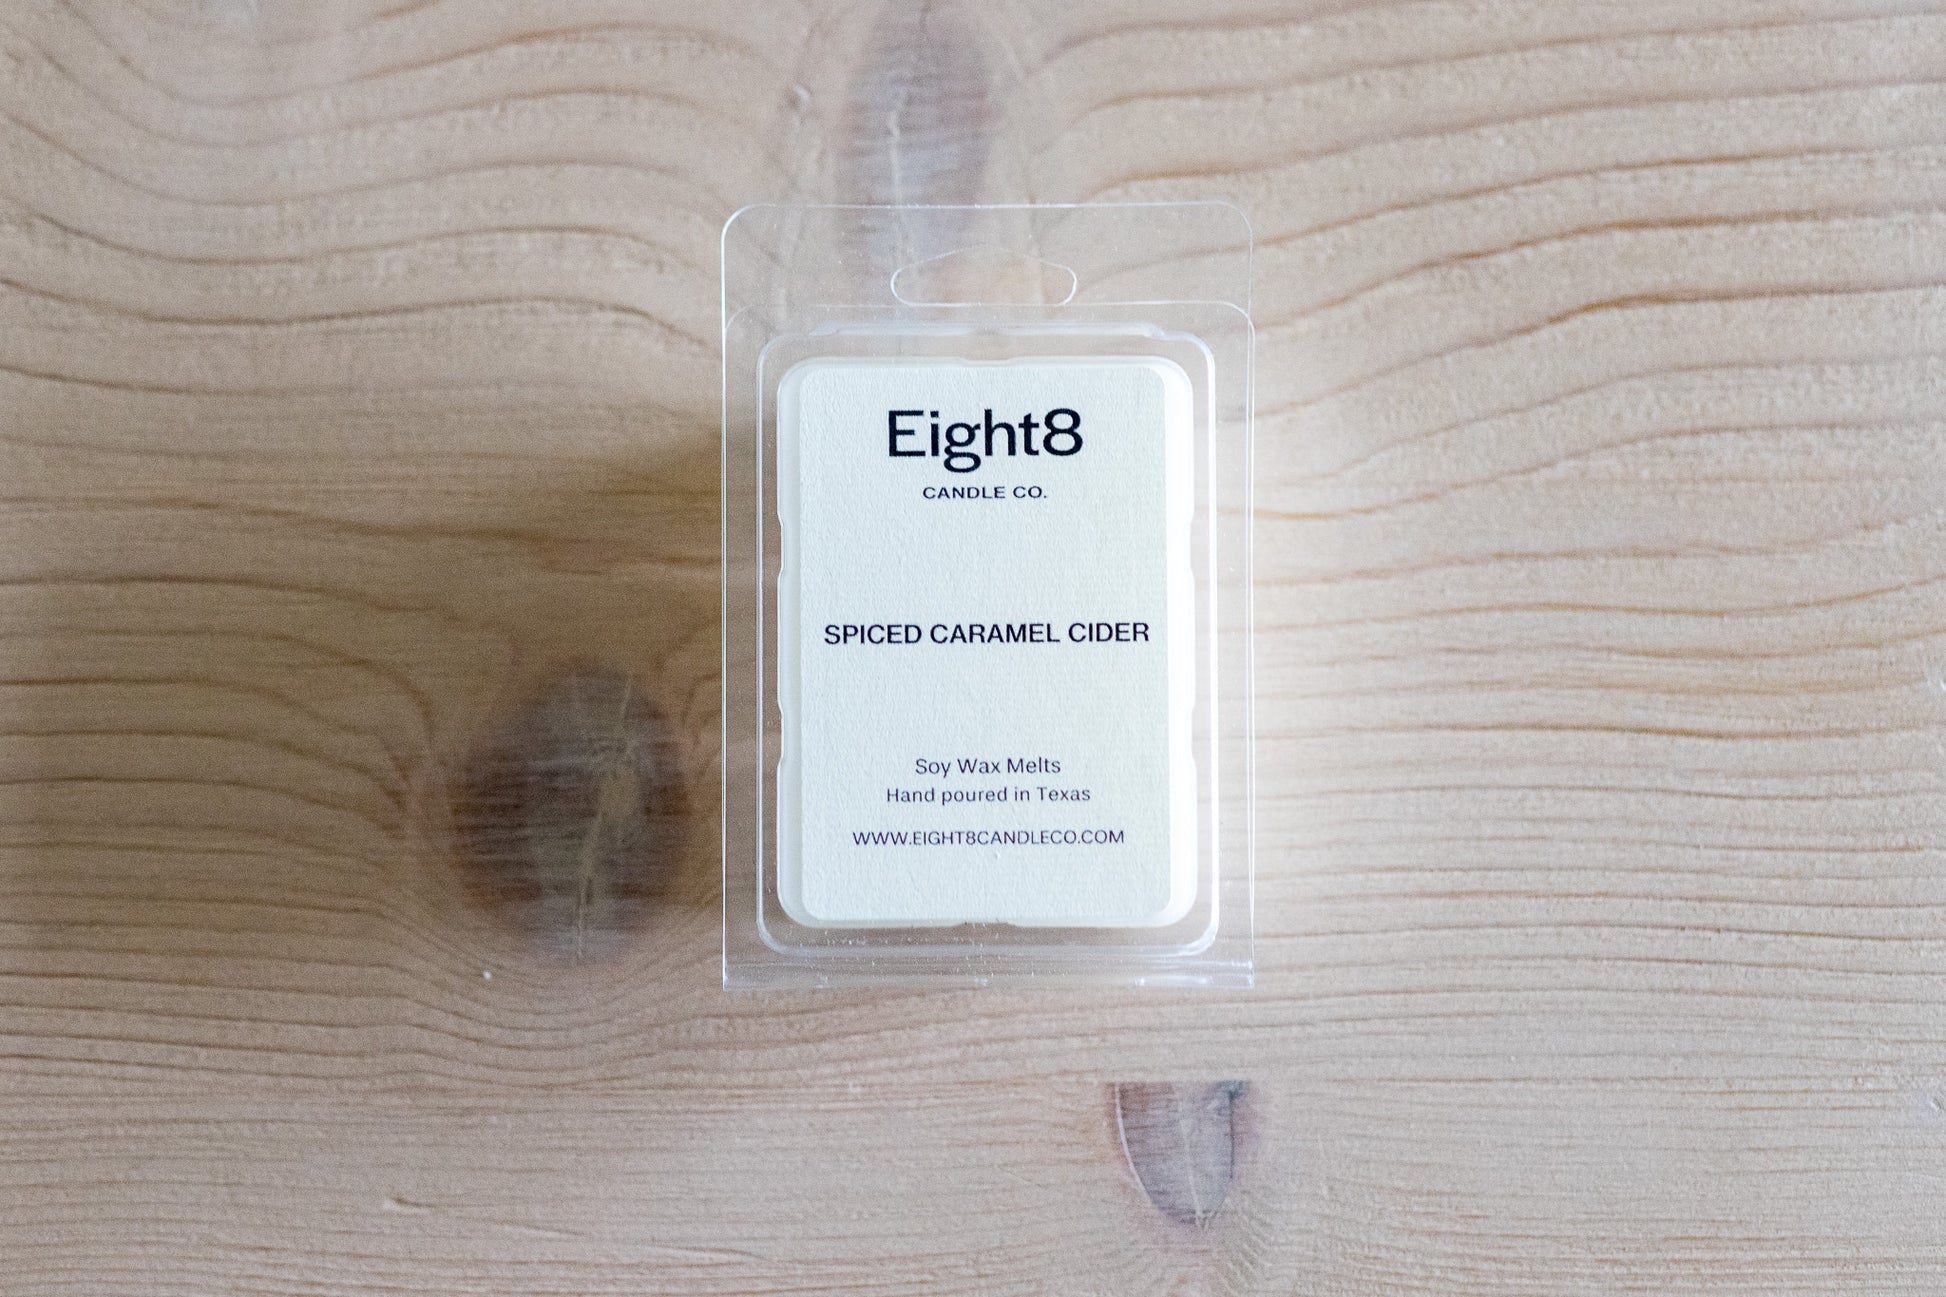 Eight8
CANDLE CO.
SPICED CARAMEL CIDER
Soy Wax Melts
Hand poured in Texas
WWW.EIGHT8CANDLECO.COM